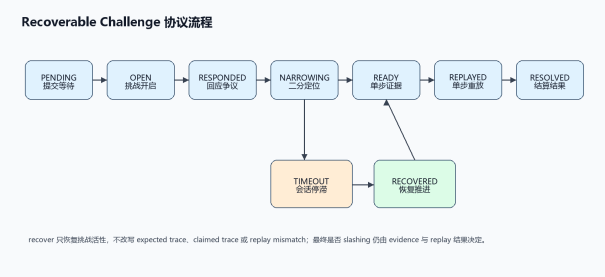 Recoverable Challenge 协议流程
PENDING
提交等待
OPEN
挑战开启
RESPONDED
回应争议
NARROWING
二分定位
READY
单步证据
REPLAYED
单步重放
RESOLVED
结算结果
TIMEOUT
会话停滞
RECOVERED
恢复推进
recover 只恢复挑战活性，不改写 expected trace、claimed trace 或 replay mismatch；最终是否 slashing 仍由 evidence 与 replay 结果决定。